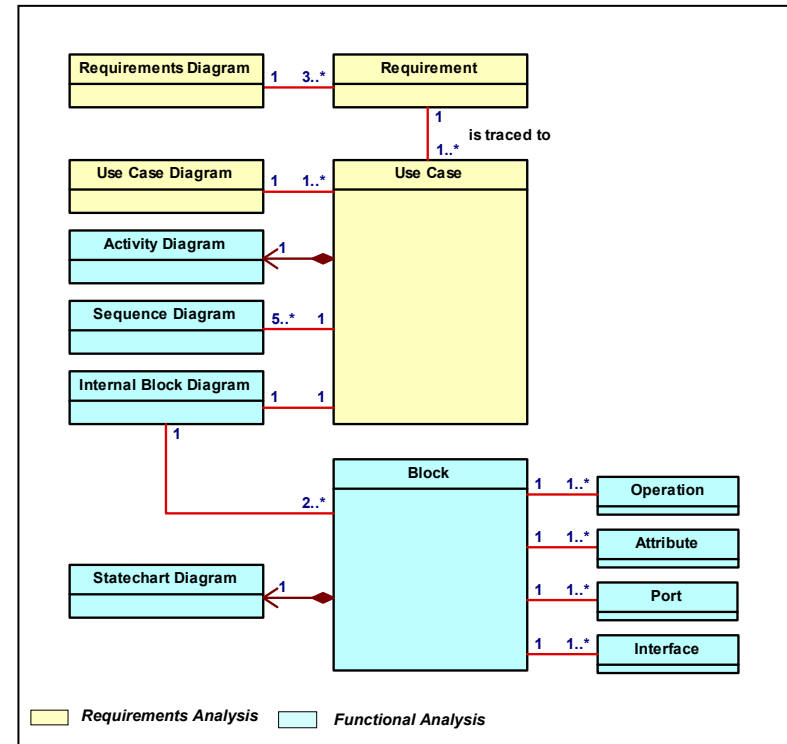 Requirements Diagram
1
3..*
Requirement
1
is traced to
1..*
Use Case Diagram
1
1..*
Use Case
Activity Diagram
1
Sequence Diagram
5..*
1
Internal Block Diagram
1
1
1
2..*
Block
1
1..*
Operation
1
1..*
Attribute
Statechart Diagram
1
1
1..*
Port
1
1..*
Interface
Requirements Analysis
Functional Analysis